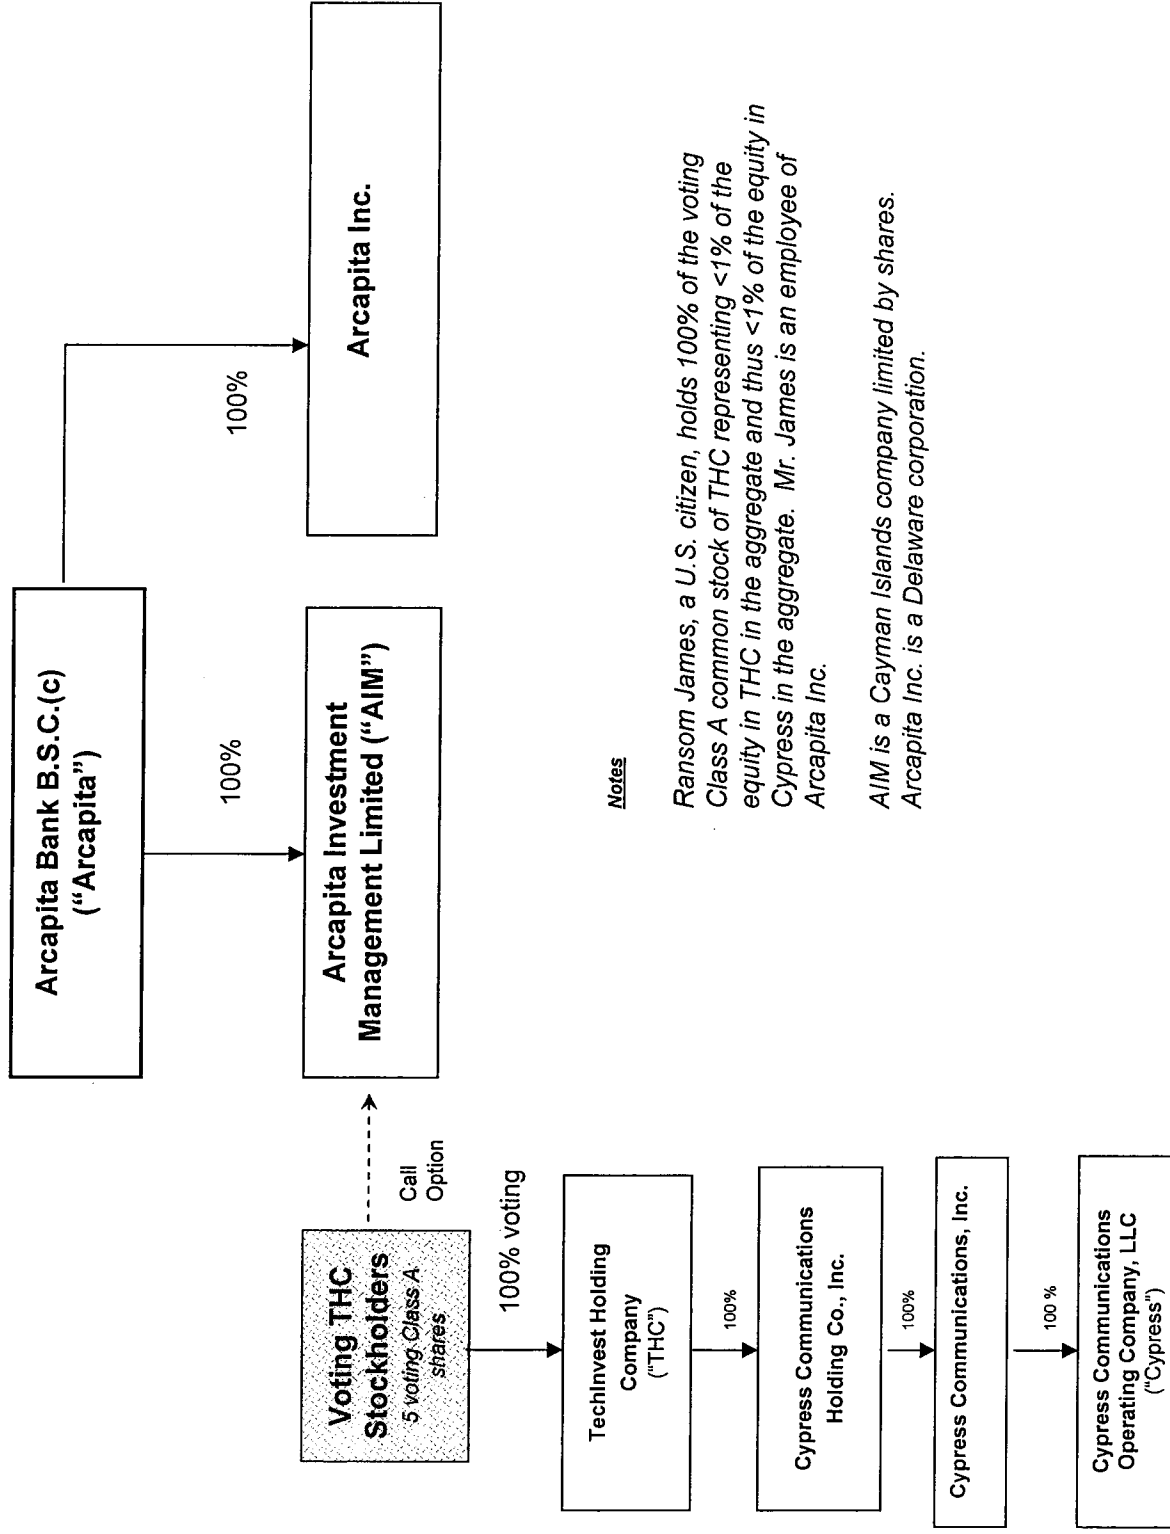 Arcapita Bank B.S.C.(c)
(“Arcapita”)
100%
100%
Arcapita Investment
Management Limited (“AIM”)
Arcapita Inc.
Call
Option
Voting THC
Stockholders
5 voting Class A
shares
100% voting
TechInvest Holding
Company
(“THC”)
100%
Cypress Communications
Holding Co., Inc.
100%
Cypress Communications, Inc.
100 %
Cypress Communications
Operating Company, LLC
(“Cypress”)
Notes
Ransom James, a U.S. citizen, holds 100% of the voting
Class A common stock of THC representing <1% of the
equity in THC in the aggregate and thus <1% of the equity in
Cypress in the aggregate.  Mr. James is an employee of
Arcapita Inc.
AIM is a Cayman Islands company limited by shares.
Arcapita Inc. is a Delaware corporation.